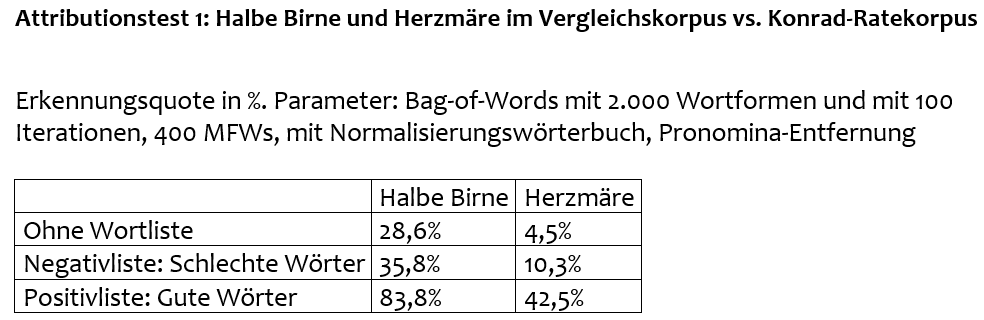 Attributionstest 1: Halbe Birne und Herzmäre im Vergleichskorpus vs. Konrad-Ratekorpus
Erkennungsquote in %. Parameter: Bag-of-Words mit 2.000 Wortformen und mit 100
Iterationen, 400 MFWs, mit Normalisierungswörterbuch, Pronomina-Entfernung
Halbe Birne Herzmäre
Ohne Wortliste 28,6% 4,5%
Negativliste: Schlechte Wörter 35,8% 10,3%
Positivliste: Gute Wörter 83,8% 42,5%